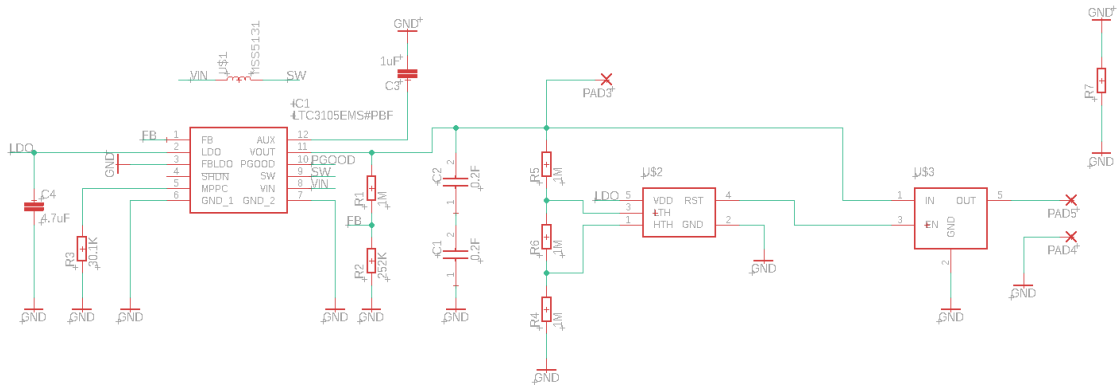 GND
GND
U$1
MSS5131
1uF
VIN
SW
C3
PAD3
R7
IC1
LTC3105EMS#PBF
FB
1
FB
AUX
12
LDO
2
LDO
VOUT
11
GND
3
FBLDO
PGOOD
10
PGOOD
4
SHDN
SW
9
SW
5
MPPC
VIN
8
VIN
6
GND_1
GND_2
7
GND
C4
4.7uF
R3
30.1K
R1
1M
FB
R2
252K
C2
2
0.2F
1
C1
2
0.2F
1
R5
1M
R6
1M
R4
1M
U$2
LDO
5
VDD
RST
4
3
LTH
1
HTH
GND
2
GND
U$3
1
IN
OUT
5
3
EN
GND
2
PAD5
PAD4
GND
GND
GND
GND
GND
GND
GND
GND
GND